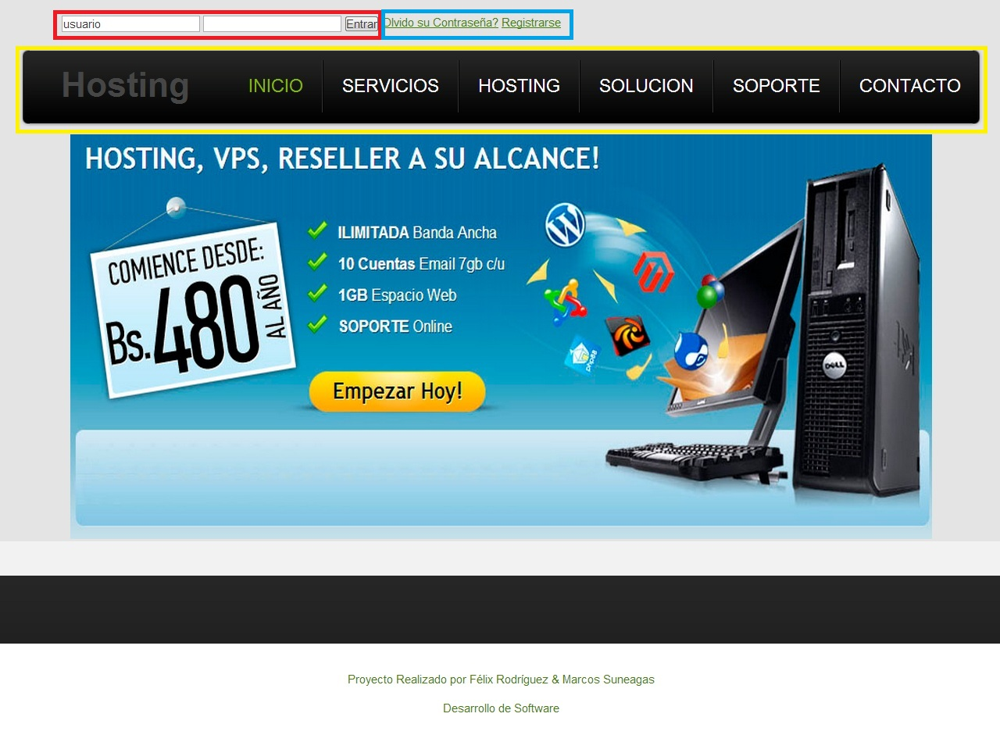 usuario Entrar Olvido su Contraseña? Registrarse
Hosting INICIO SERVICIOS HOSTING SOLUCION SOPORTE CONTACTO
HOSTING, VPS, RESELLER A SU ALCANCE!
COMIENCE DESDE:
Bs.480 AL AÑO
ILIMITADA Banda Ancha
10 Cuentas Email 7gb c/u
1GB Espacio Web
SOPORTE Online
Empezar Hoy!
DELL
Proyecto Realizado por Félix Rodríguez & Marcos Suneagas
Desarrollo de Software